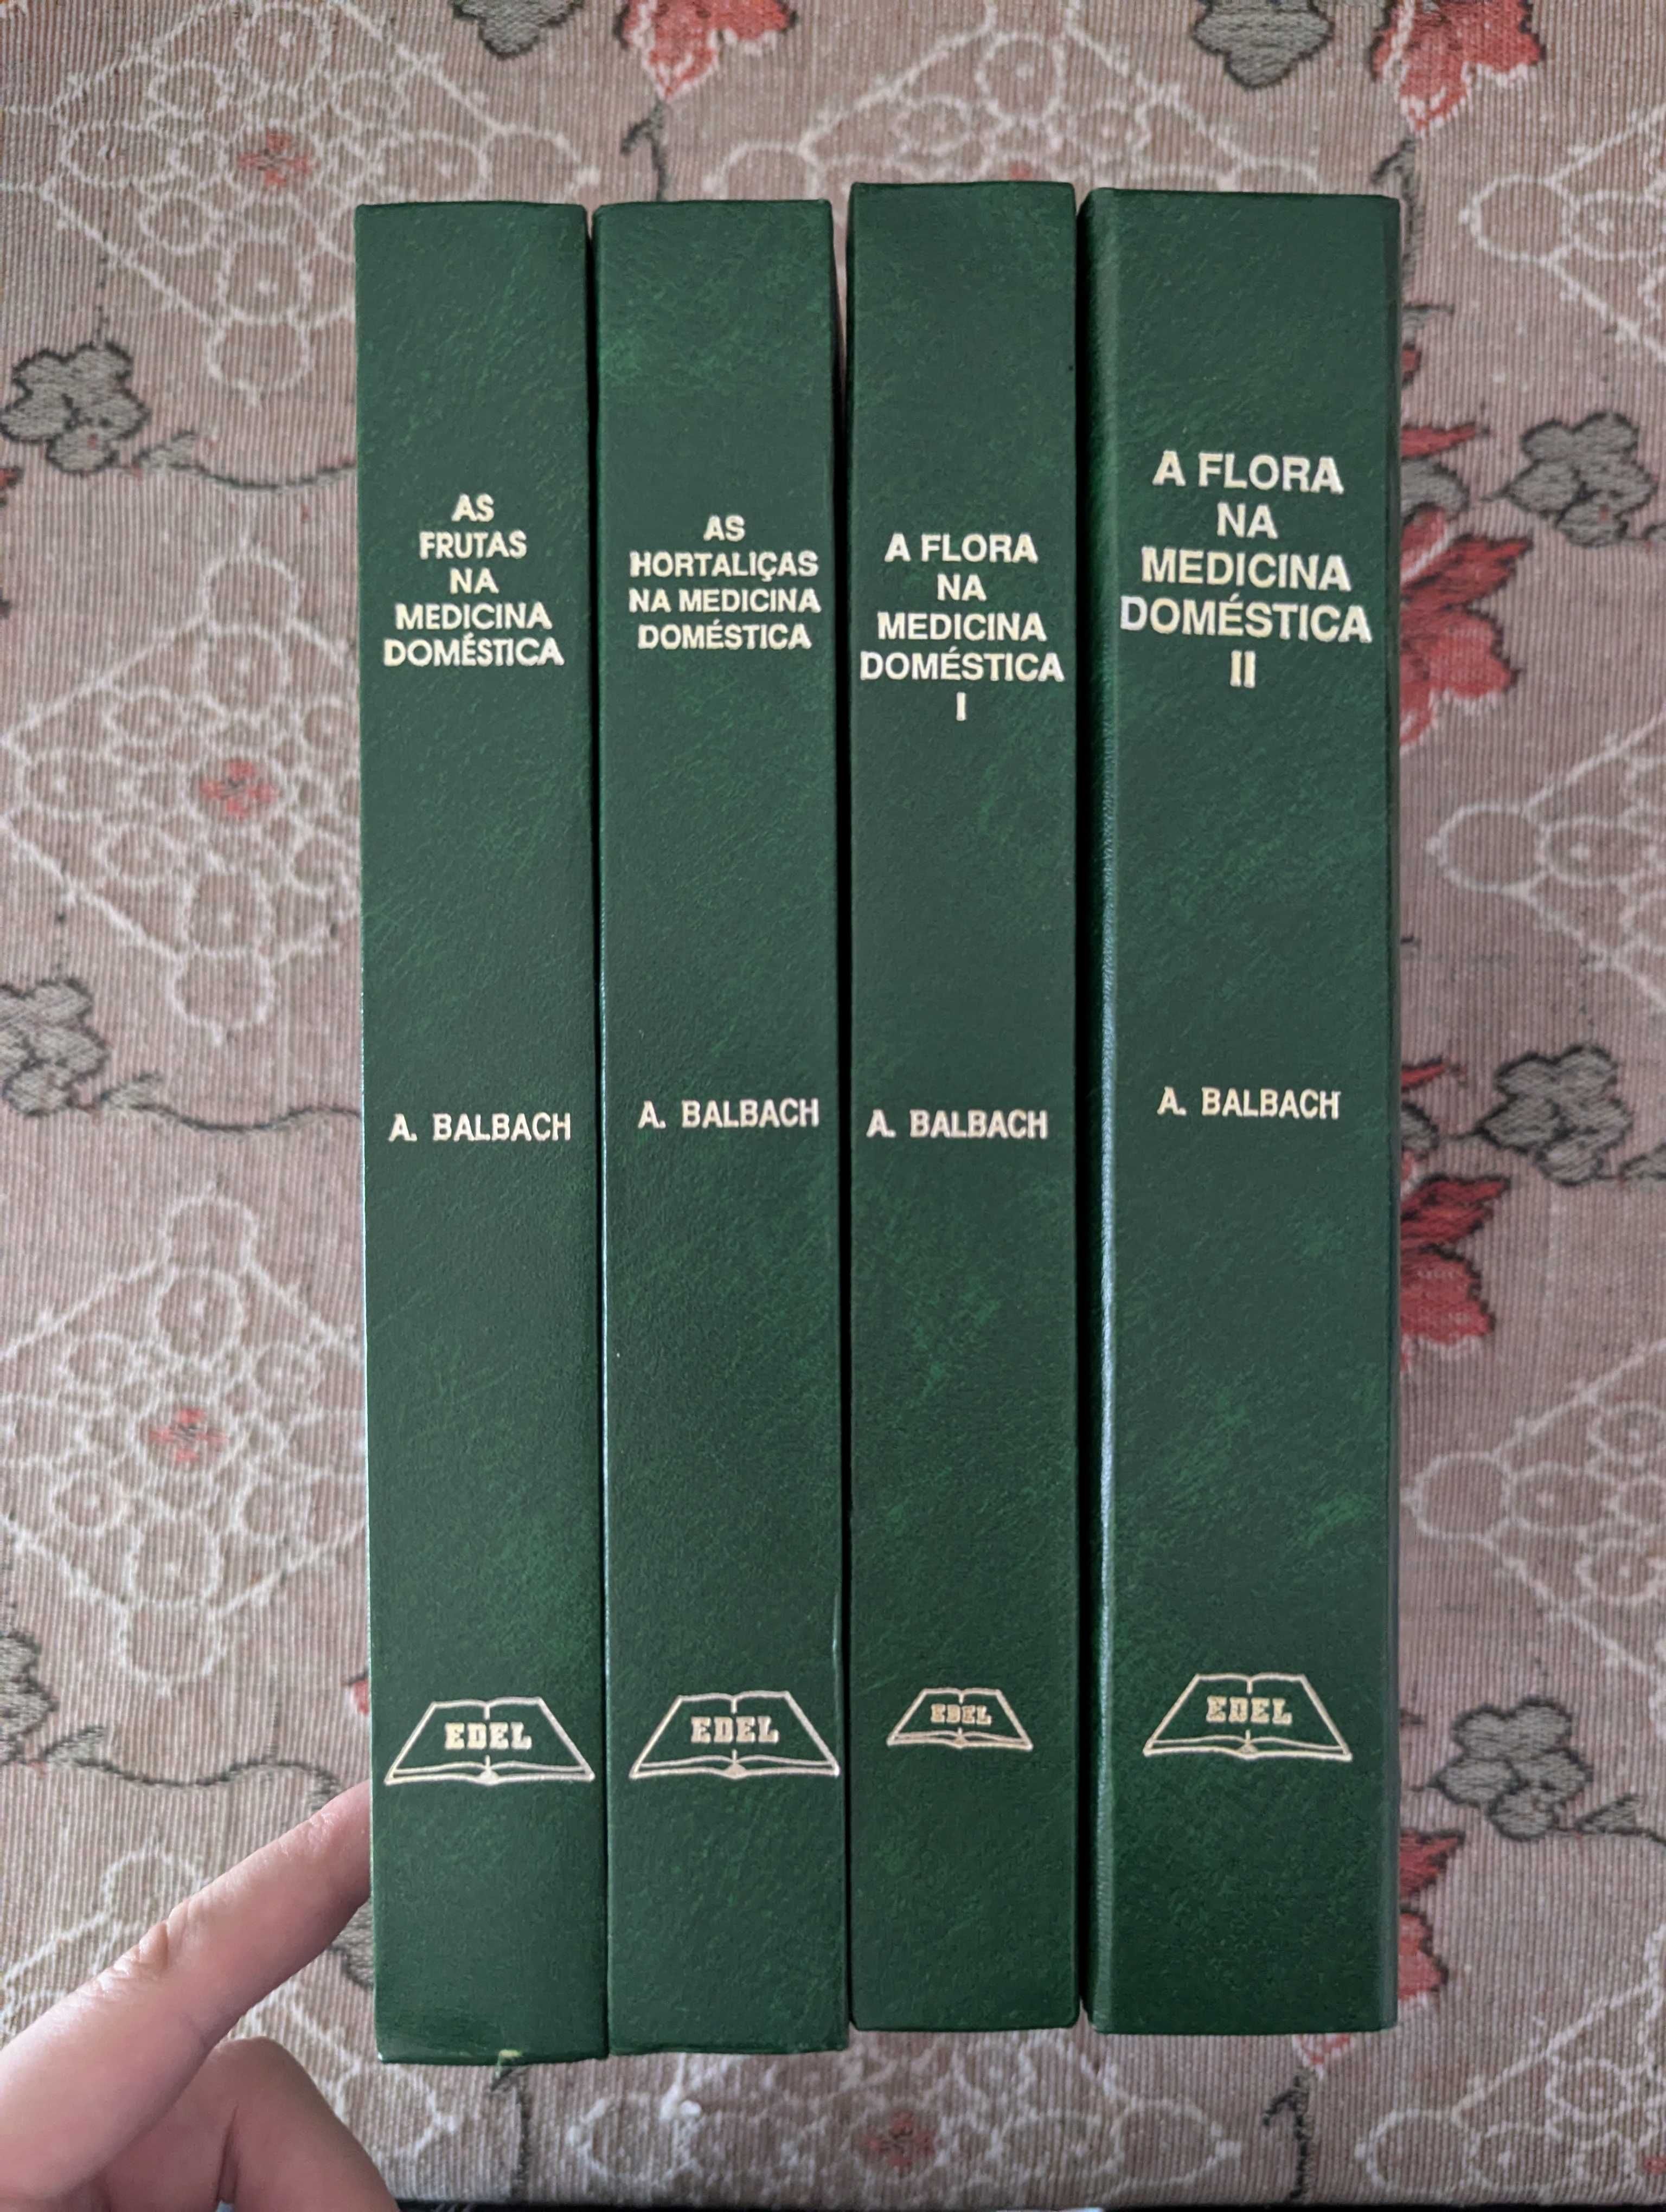 AS
FRUTAS
NA
MEDICINA
DOMÉSTICA
A. BALBACH
EDEL
AS
HORTALIÇAS
NA MEDICINA
DOMÉSTICA
A. BALBACH
EDEL
A FLORA
NA
MEDICINA
DOMÉSTICA
I
A. BALBACH
EDEL
A FLORA
NA
MEDICINA
DOMÉSTICA
II
A. BALBACH
EDEL